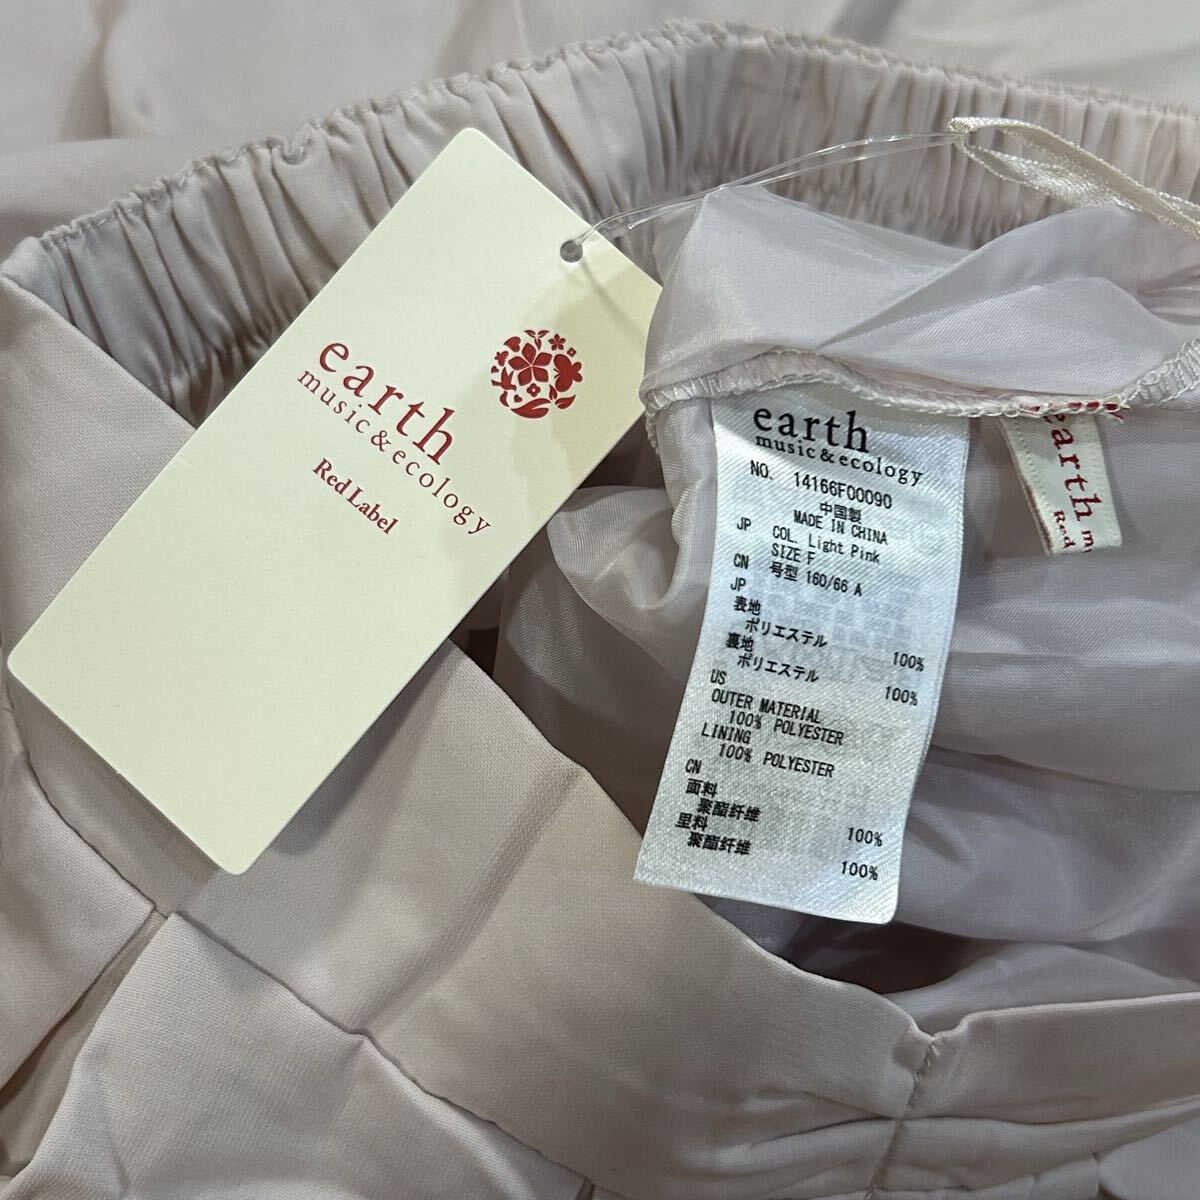 earth
music&ecology
Red Label
earth
music&ecology
NO. 14166F00090
中国製
MADE IN CHINA
JP COL. Light Pink
SIZE F
CN 号型 160/66 A
JP
表地
ポリエステル 100%
裏地
ポリエステル 100%
US
OUTER MATERIAL
100% POLYESTER
LINING
100% POLYESTER
CN
面料
聚酯纤维 100%
里料
聚酯纤维 100%
earth
Red